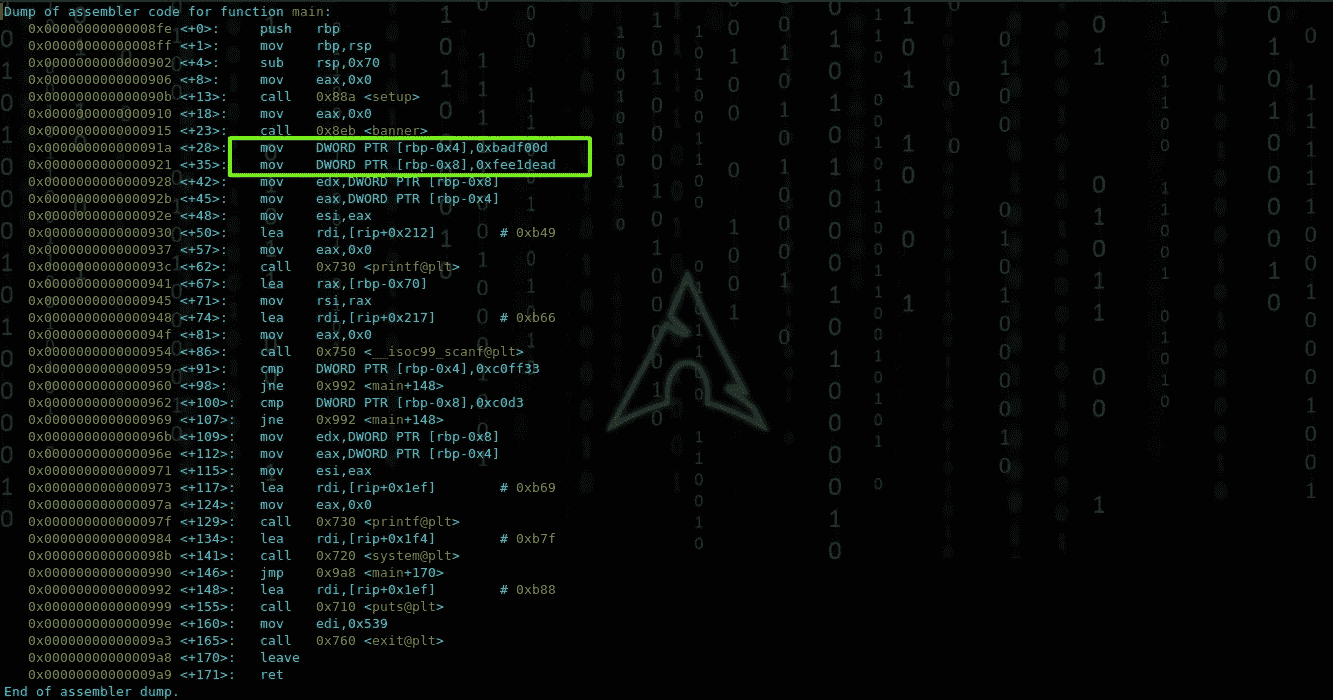 Dump of assembler code for function main:
0x00000000000008fe <+0>: push rbp
0x00000000000008ff <+1>: mov rbp,rsp
0x0000000000000902 <+4>: sub rsp,0x70
0x0000000000000906 <+8>: mov eax,0x0
0x000000000000090b <+13>: call 0x88a <setup>
0x0000000000000910 <+18>: mov eax,0x0
0x0000000000000915 <+23>: call 0x8eb <banner>
0x000000000000091a <+28>: mov DWORD PTR [rbp-0x4],0xbadf00d
0x0000000000000921 <+35>: mov DWORD PTR [rbp-0x8],0xfee1dead
0x0000000000000928 <+42>: mov edx,DWORD PTR [rbp-0x8]
0x000000000000092b <+45>: mov eax,DWORD PTR [rbp-0x4]
0x000000000000092e <+48>: mov esi,eax
0x0000000000000930 <+50>: lea rdi,[rip+0x212] # 0xb49
0x0000000000000937 <+57>: mov eax,0x0
0x000000000000093c <+62>: call 0x730 <printf@plt>
0x0000000000000941 <+67>: lea rax,[rbp-0x70]
0x0000000000000945 <+71>: mov rsi,rax
0x0000000000000948 <+74>: lea rdi,[rip+0x217] # 0xb66
0x000000000000094f <+81>: mov eax,0x0
0x0000000000000954 <+86>: call 0x750 <__isoc99_scanf@plt>
0x0000000000000959 <+91>: cmp DWORD PTR [rbp-0x4],0xc0ff33
0x0000000000000960 <+98>: jne 0x992 <main+148>
0x0000000000000962 <+100>: cmp DWORD PTR [rbp-0x8],0xc0d3
0x0000000000000969 <+107>: jne 0x992 <main+148>
0x000000000000096b <+109>: mov edx,DWORD PTR [rbp-0x8]
0x000000000000096e <+112>: mov eax,DWORD PTR [rbp-0x4]
0x0000000000000971 <+115>: mov esi,eax
0x0000000000000973 <+117>: lea rdi,[rip+0x1ef] # 0xb69
0x000000000000097a <+124>: mov eax,0x0
0x000000000000097f <+129>: call 0x730 <printf@plt>
0x0000000000000984 <+134>: lea rdi,[rip+0x1f4] # 0xb7f
0x000000000000098b <+141>: call 0x720 <system@plt>
0x0000000000000990 <+146>: jmp 0x9a8 <main+170>
0x0000000000000992 <+148>: lea rdi,[rip+0x1ef] # 0xb88
0x0000000000000999 <+155>: call 0x710 <puts@plt>
0x000000000000099e <+160>: mov edi,0x539
0x00000000000009a3 <+165>: call 0x760 <exit@plt>
0x00000000000009a8 <+170>: leave
0x00000000000009a9 <+171>: ret
End of assembler dump.